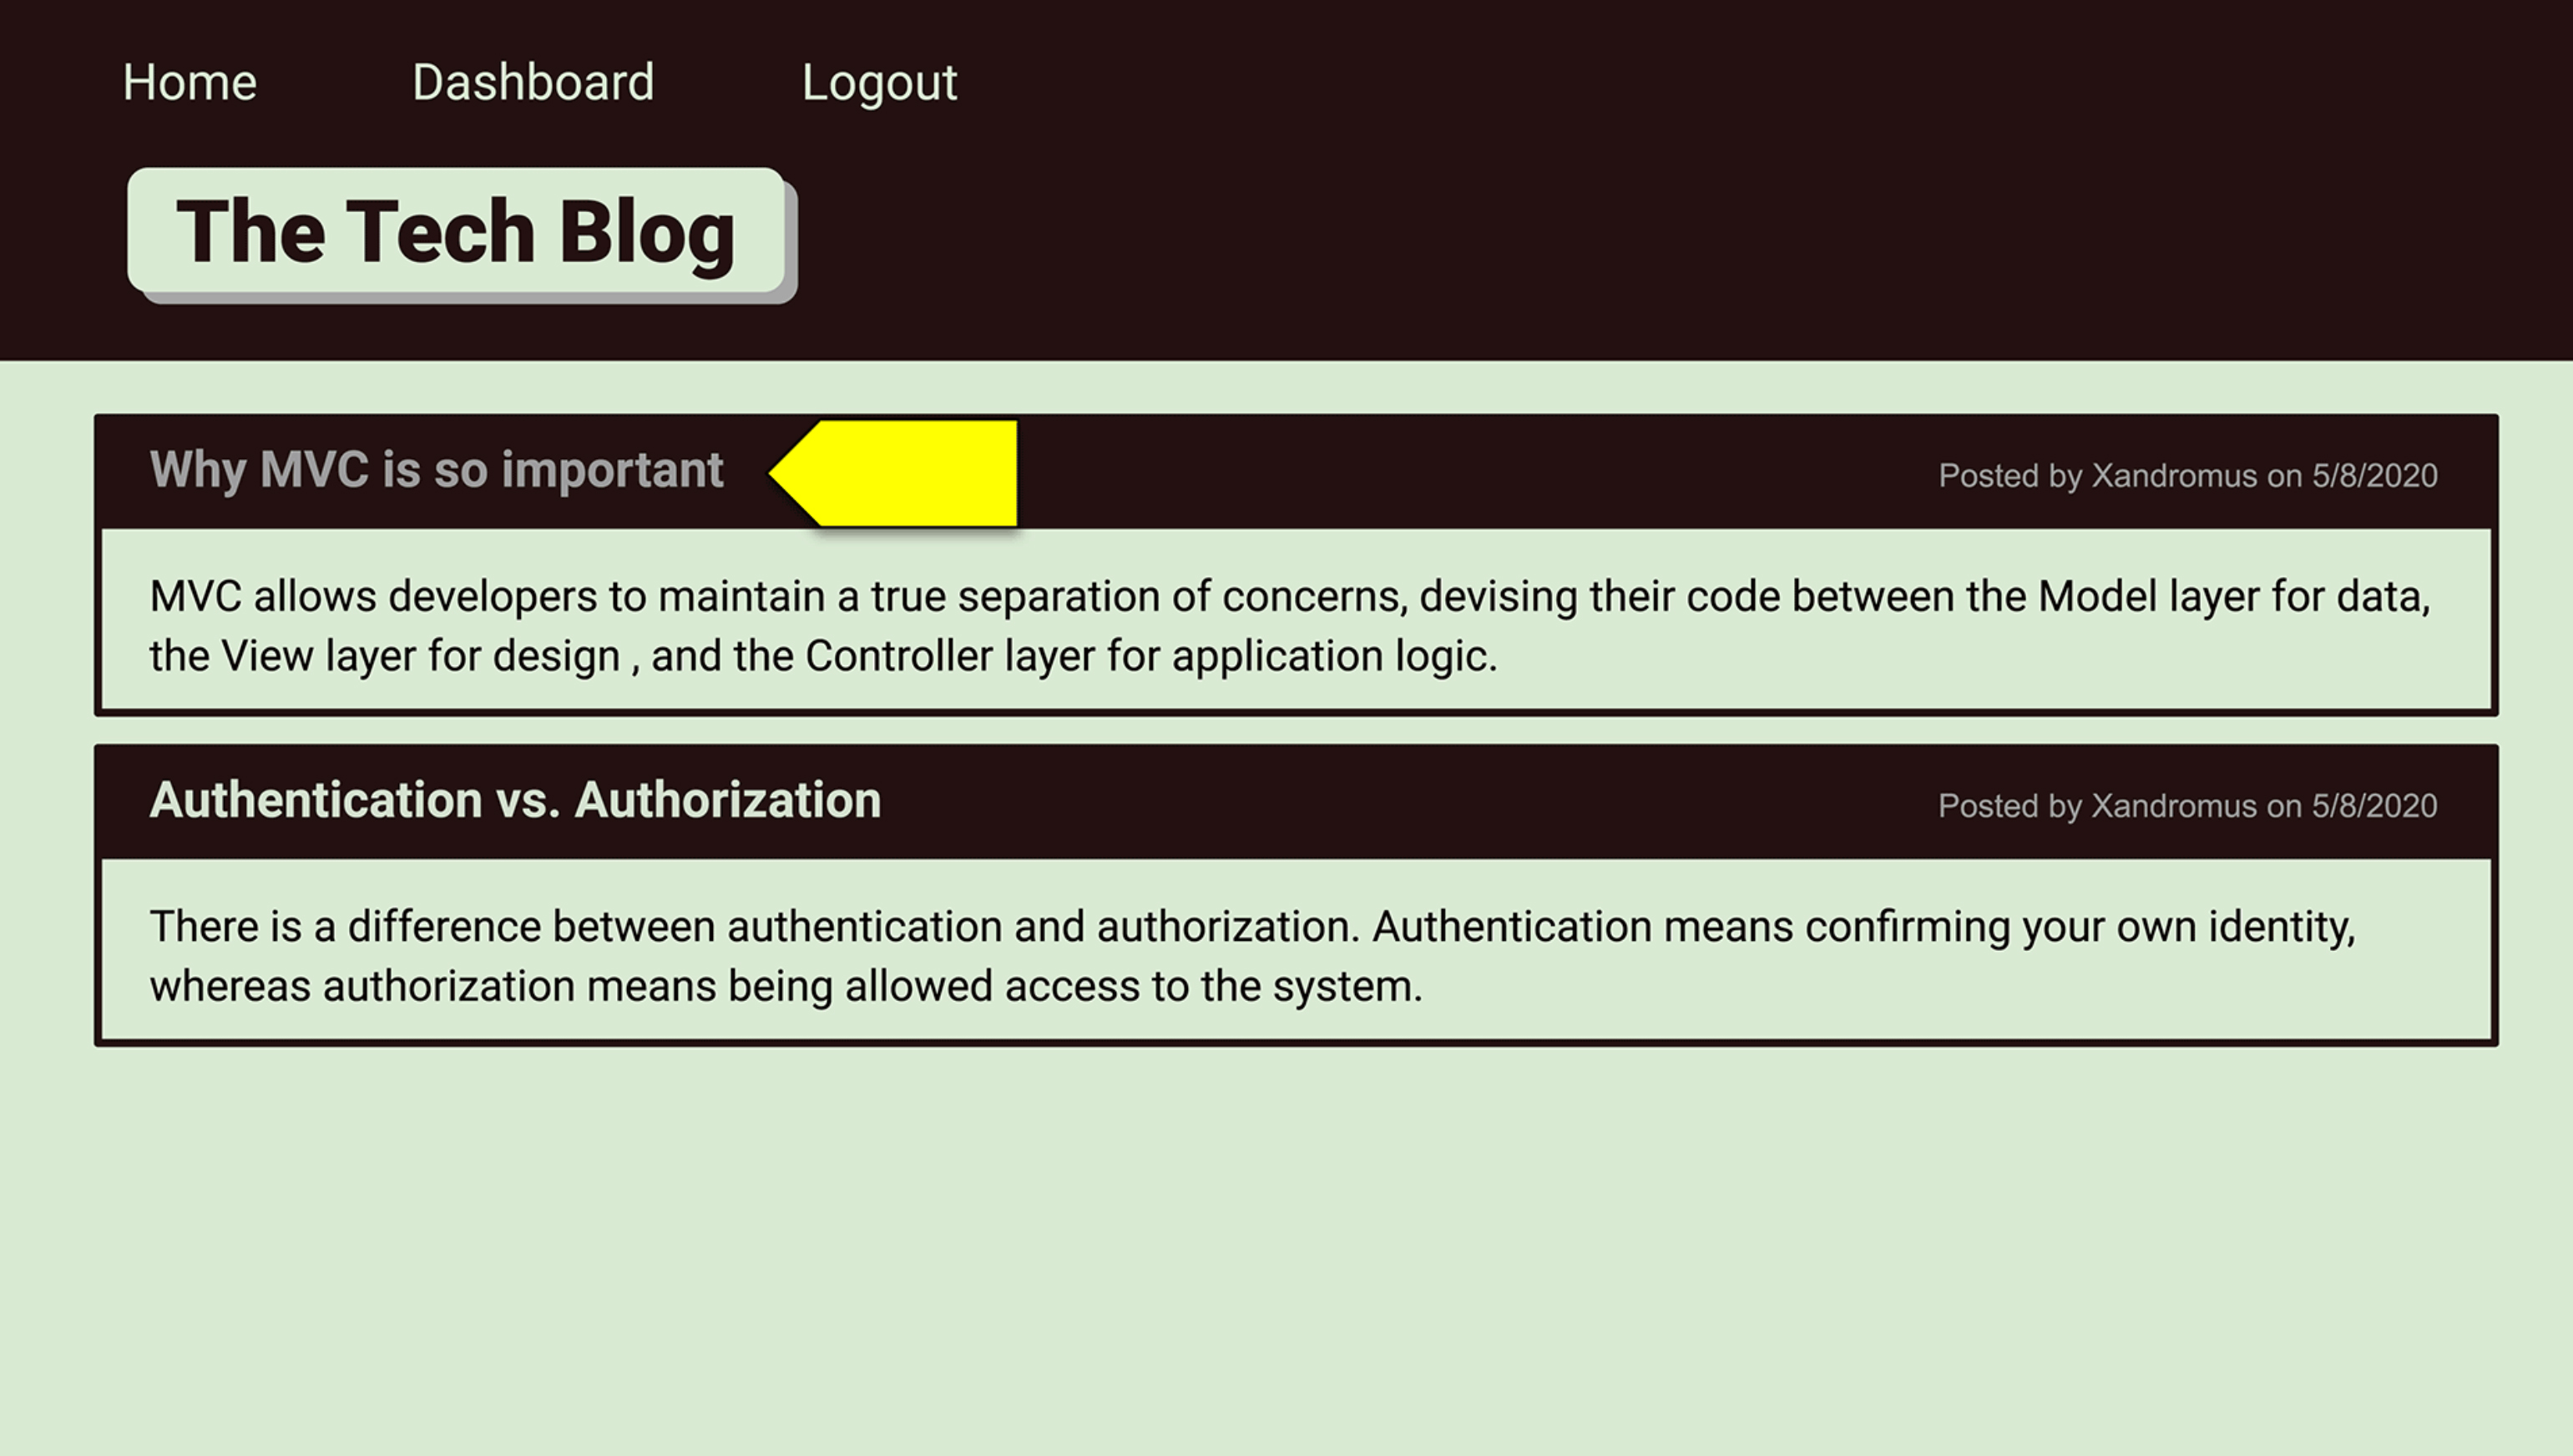 Home Dashboard Logout
The Tech Blog
Why MVC is so important
Posted by Xandromus on 5/8/2020
MVC allows developers to maintain a true separation of concerns, devising their code between the Model layer for data,
the View layer for design , and the Controller layer for application logic.
Authentication vs. Authorization
Posted by Xandromus on 5/8/2020
There is a difference between authentication and authorization. Authentication means confirming your own identity,
whereas authorization means being allowed access to the system.